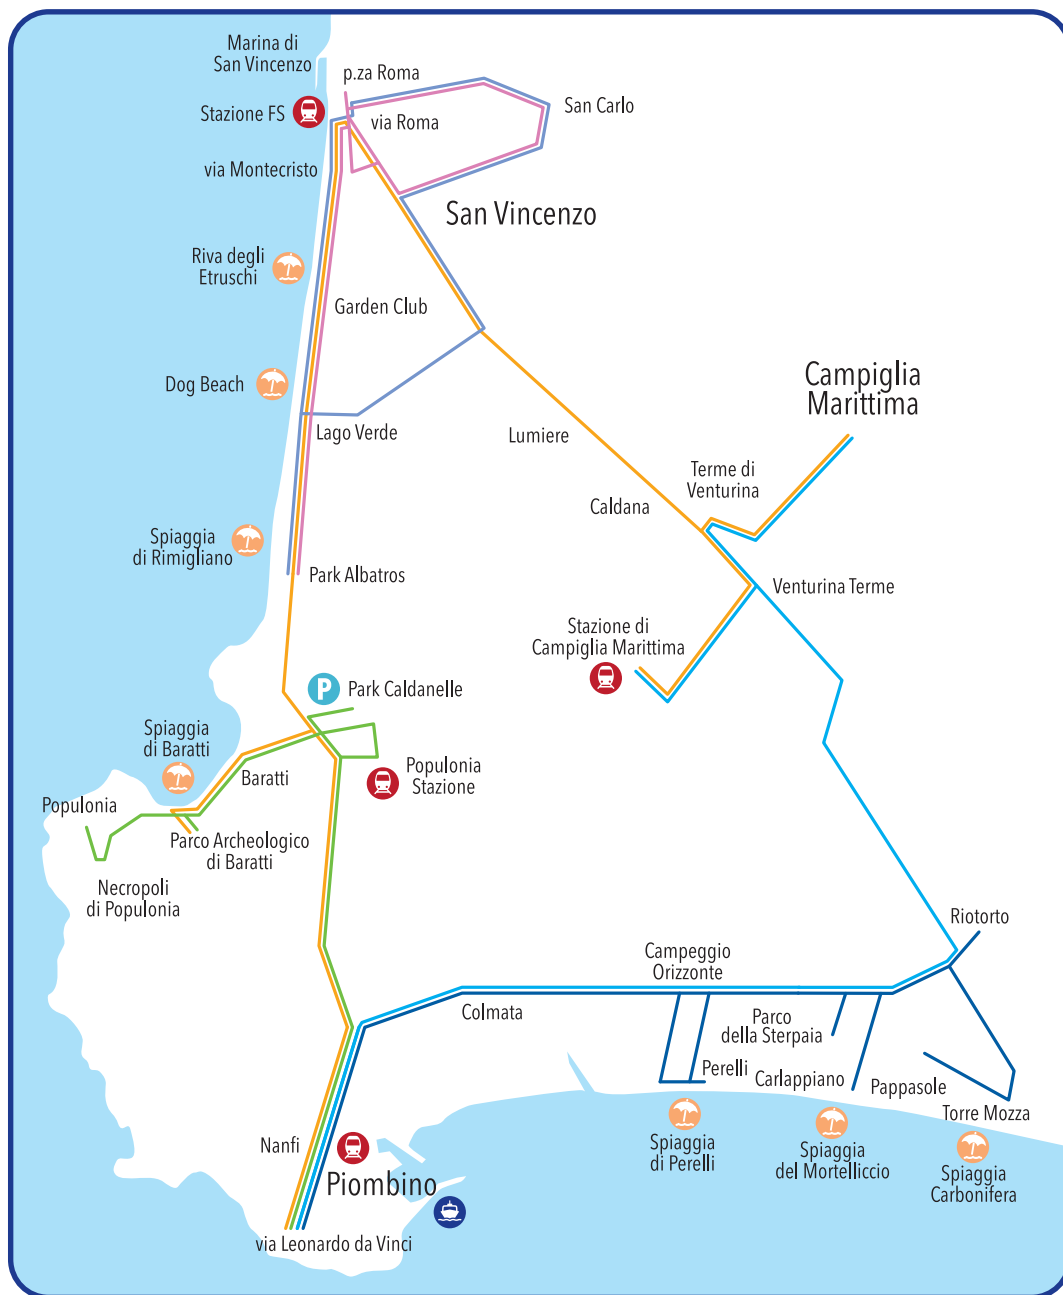 Marina di
San Vincenzo
p.za Roma
Stazione FS
via Roma
San Carlo
via Montecristo
San Vincenzo
Riva degli
Etruschi
Garden Club
Dog Beach
Lago Verde
Lumiere
Campiglia
Marittima
Terme di
Venturina
Caldana
Spiaggia
di Rimigliano
Park Albatros
Venturina Terme
Stazione di
Campiglia Marittima
P
Park Caldanelle
Spiaggia
di Baratti
Baratti
Populonia
Stazione
Populonia
Parco Archeologico
di Baratti
Necropoli
di Populonia
Riotorto
Campeggio
Orizzonte
Colmata
Parco
della Sterpaia
Perelli
Carlappiano
Pappasole
Torre Mozza
Nanfi
Spiaggia
di Perelli
Spiaggia
del Mortelliccio
Spiaggia
Carbonifera
Piombino
via Leonardo da Vinci